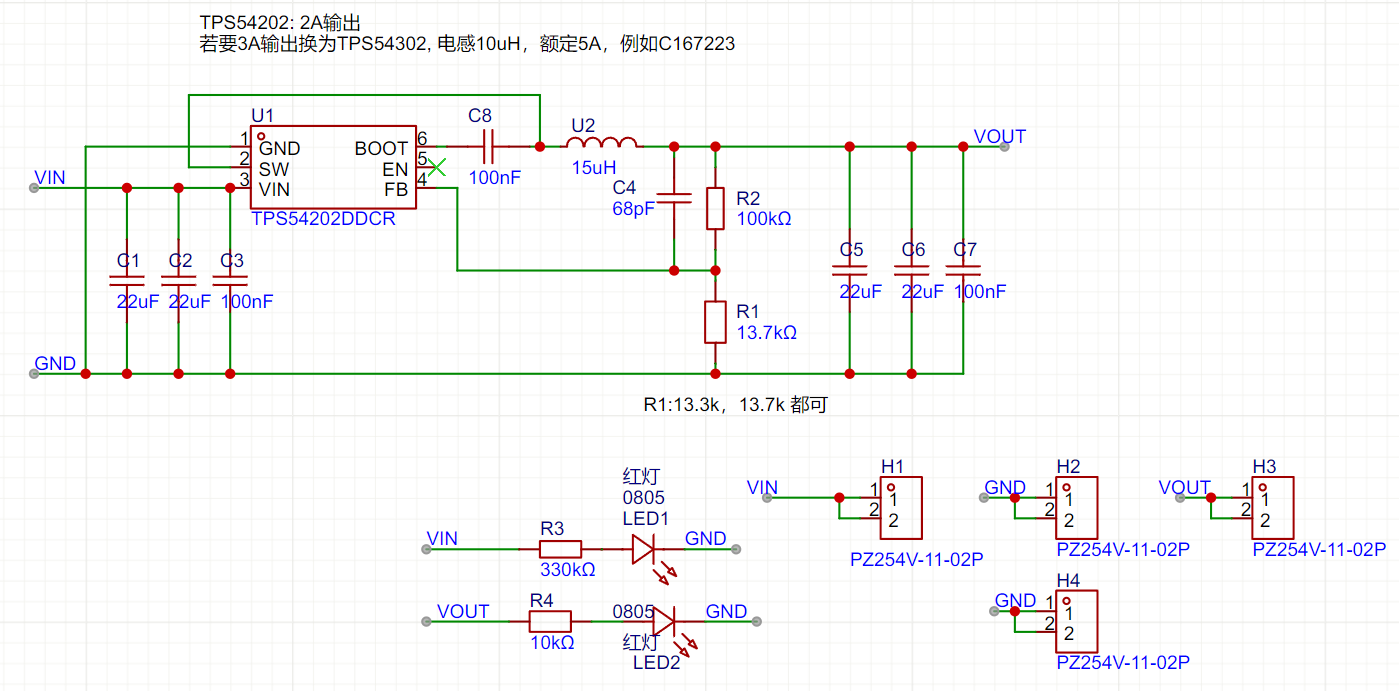 TPS54202: 2A输出
若要3A输出换为TPS54302, 电感10uH，额定5A，例如C167223
U1
1
GND
2
SW
3
VIN
BOOT
6
EN
5
FB
4
TPS54202DDCR
C8
100nF
U2
15uH
C4
68pF
R2
100kΩ
R1
13.7kΩ
VOUT
VIN
C1
22uF
C2
22uF
C3
100nF
C5
22uF
C6
22uF
C7
100nF
GND
R1:13.3k，13.7k 都可
红灯
0805
LED1
VIN
R3
330kΩ
GND
VOUT
R4
10kΩ
0805
红灯
LED2
GND
VIN
H1
1
1
2
2
PZ254V-11-02P
GND
H2
1
1
2
2
PZ254V-11-02P
VOUT
H3
1
1
2
2
PZ254V-11-02P
GND
H4
1
1
2
2
PZ254V-11-02P